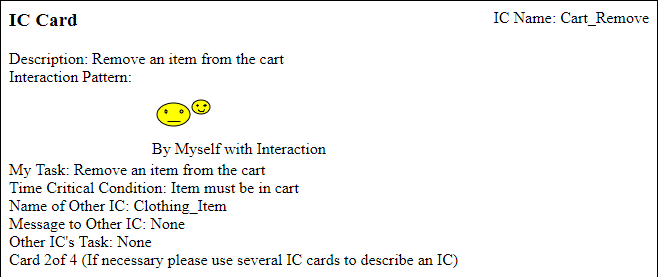 IC Card
IC Name: Cart_Remove
Description: Remove an item from the cart
Interaction Pattern:
By Myself with Interaction
My Task: Remove an item from the cart
Time Critical Condition: Item must be in cart
Name of Other IC: Clothing_Item
Message to Other IC: None
Other IC's Task: None
Card 2of 4 (If necessary please use several IC cards to describe an IC)